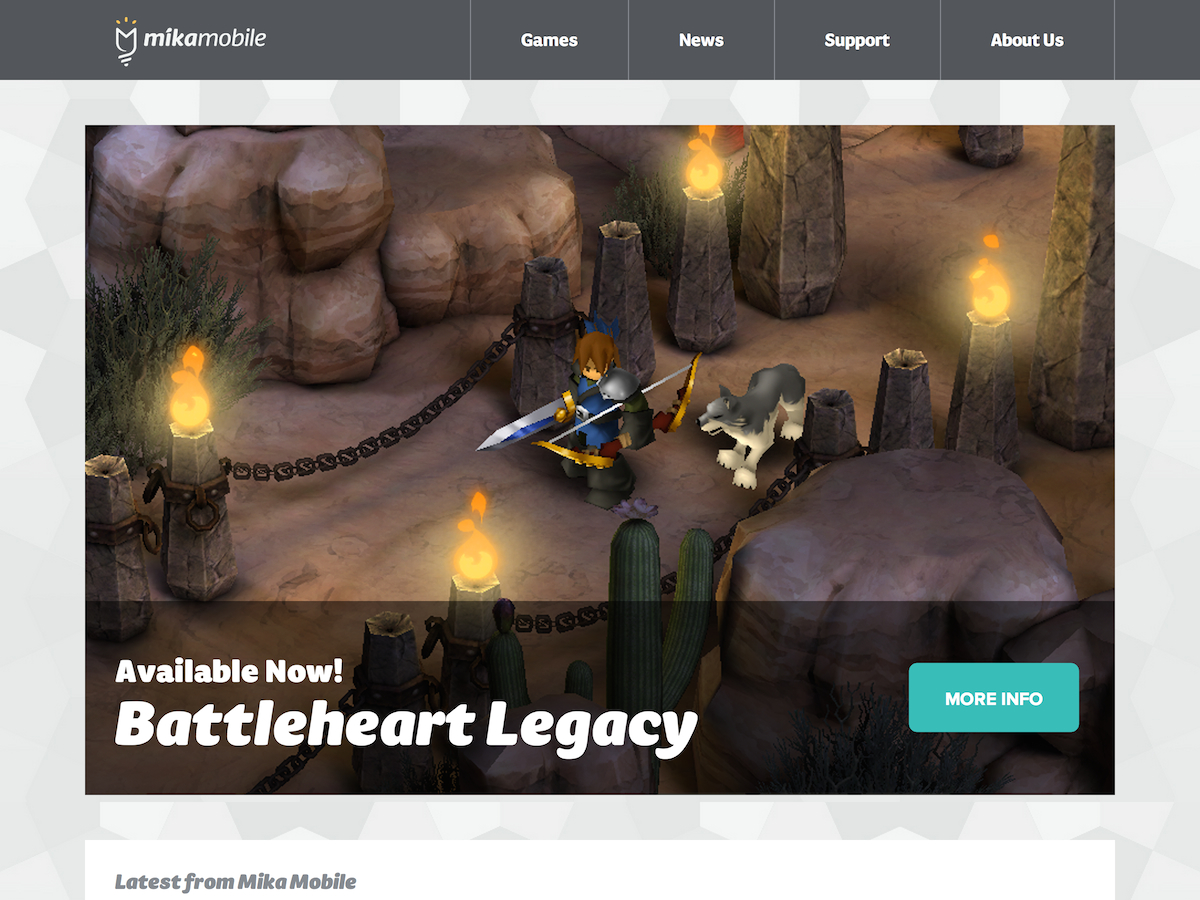 mikamobile
Games
News
Support
About Us
Available Now!
Battleheart Legacy
MORE INFO
Latest from Mika Mobile